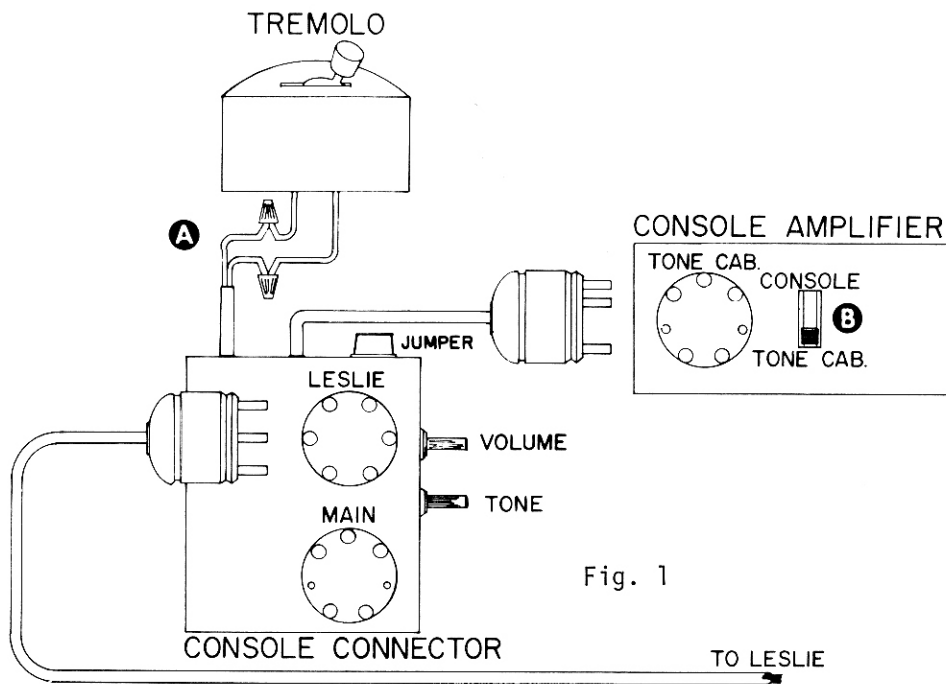 TREMOLO
A
CONSOLE AMPLIFIER
TONE CAB.
CONSOLE
B
TONE CAB.
JUMPER
LESLIE
VOLUME
TONE
MAIN
Fig. 1
CONSOLE CONNECTOR
TO LESLIE